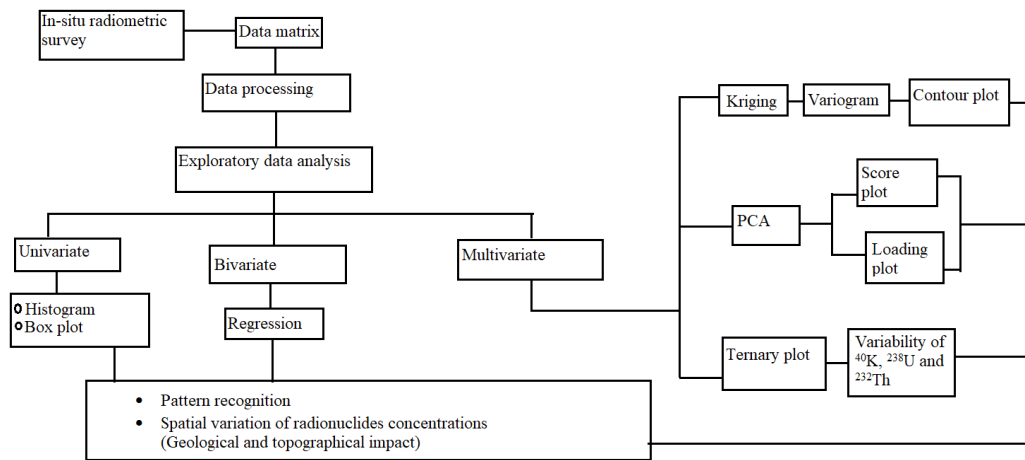 In-situ radiometric
survey
Data matrix
Data processing
Exploratory data analysis
Univariate
Bivariate
Multivariate
Histogram
Box plot
Regression
Kriging
Variogram
Contour plot
PCA
Score
plot
Loading
plot
Ternary plot
Variability of
⁴⁰K, ²³⁸U and
²³²Th
• Pattern recognition
• Spatial variation of radionuclides concentrations
(Geological and topographical impact)